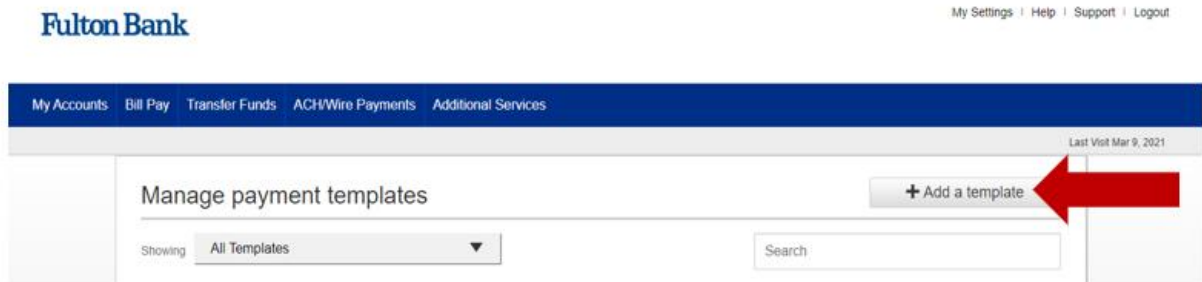 Fulton Bank
My Settings | Help | Support | Logout
My Accounts Bill Pay Transfer Funds ACH/Wire Payments Additional Services
Last Visit Mar 9, 2021
Manage payment templates
+ Add a template
Showing All Templates
Search